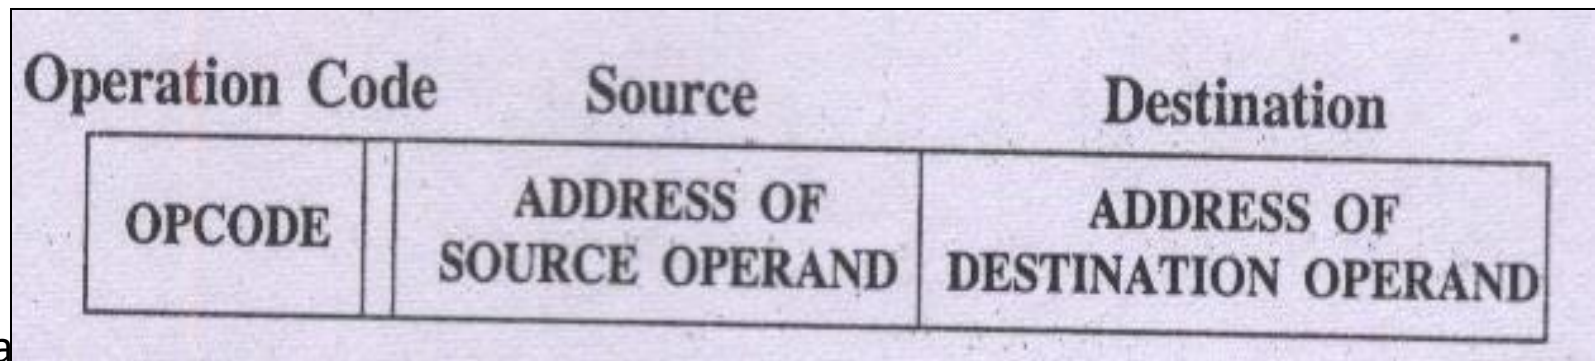 Operation Code Source Destination
OPCODE
ADDRESS OF
SOURCE OPERAND
ADDRESS OF
DESTINATION OPERAND
a